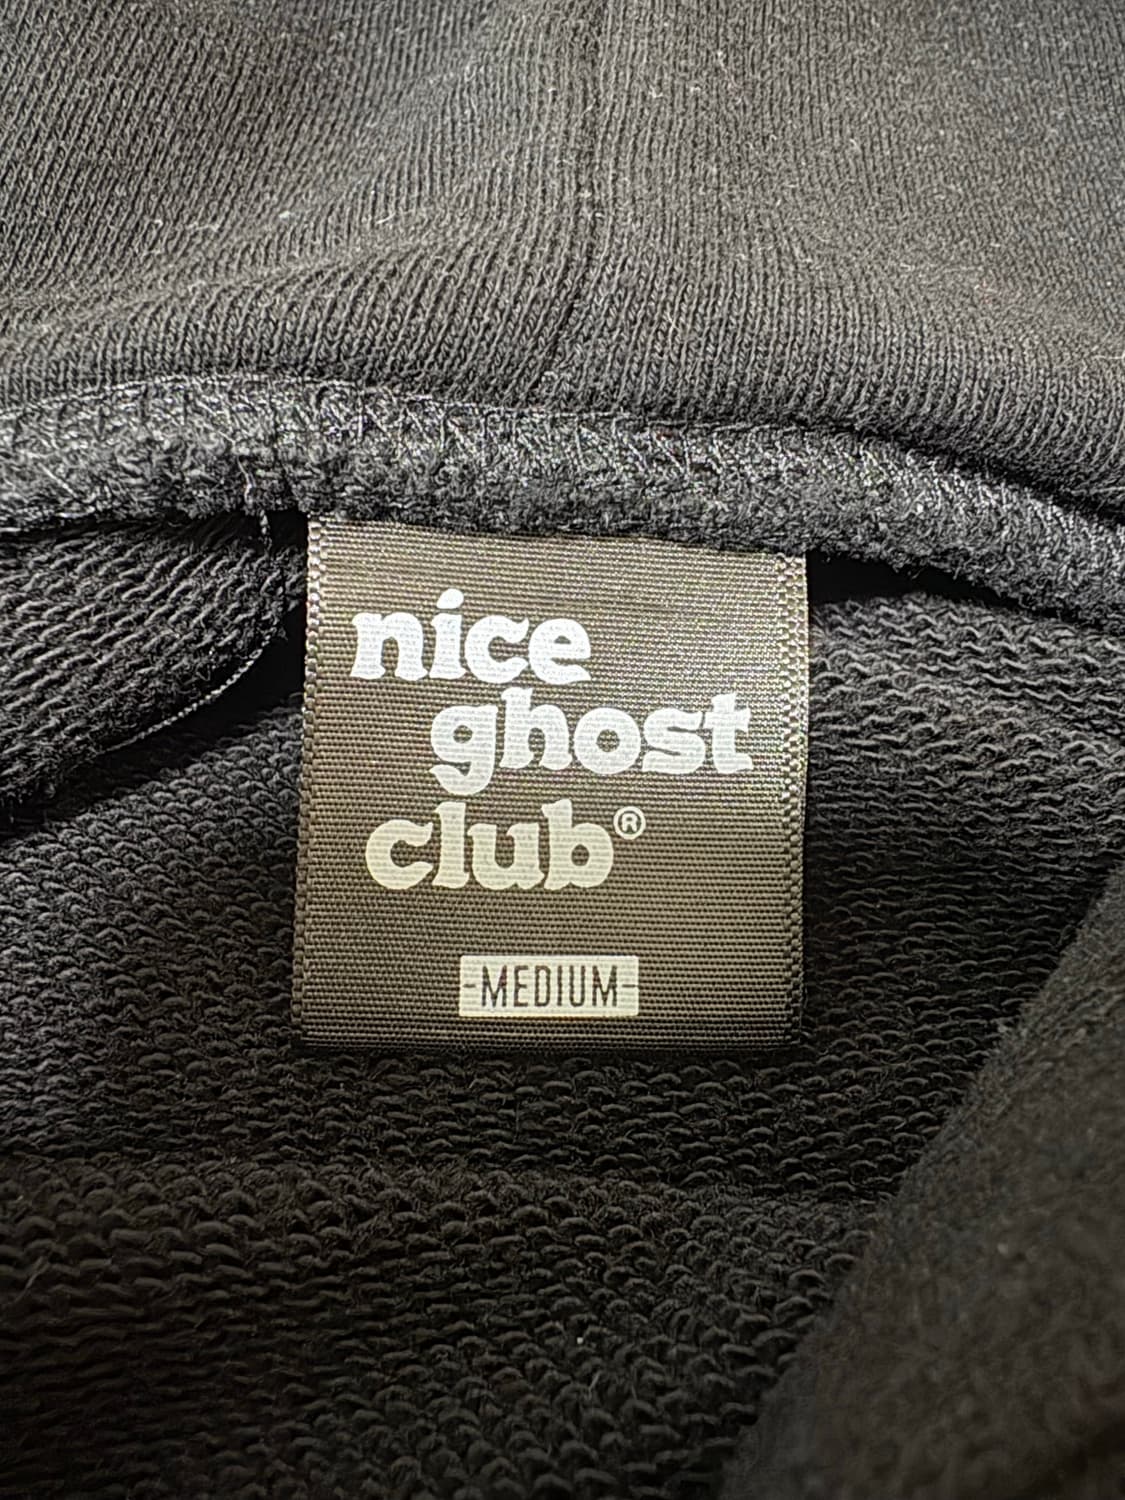 nice
ghost
club®
-MEDIUM-